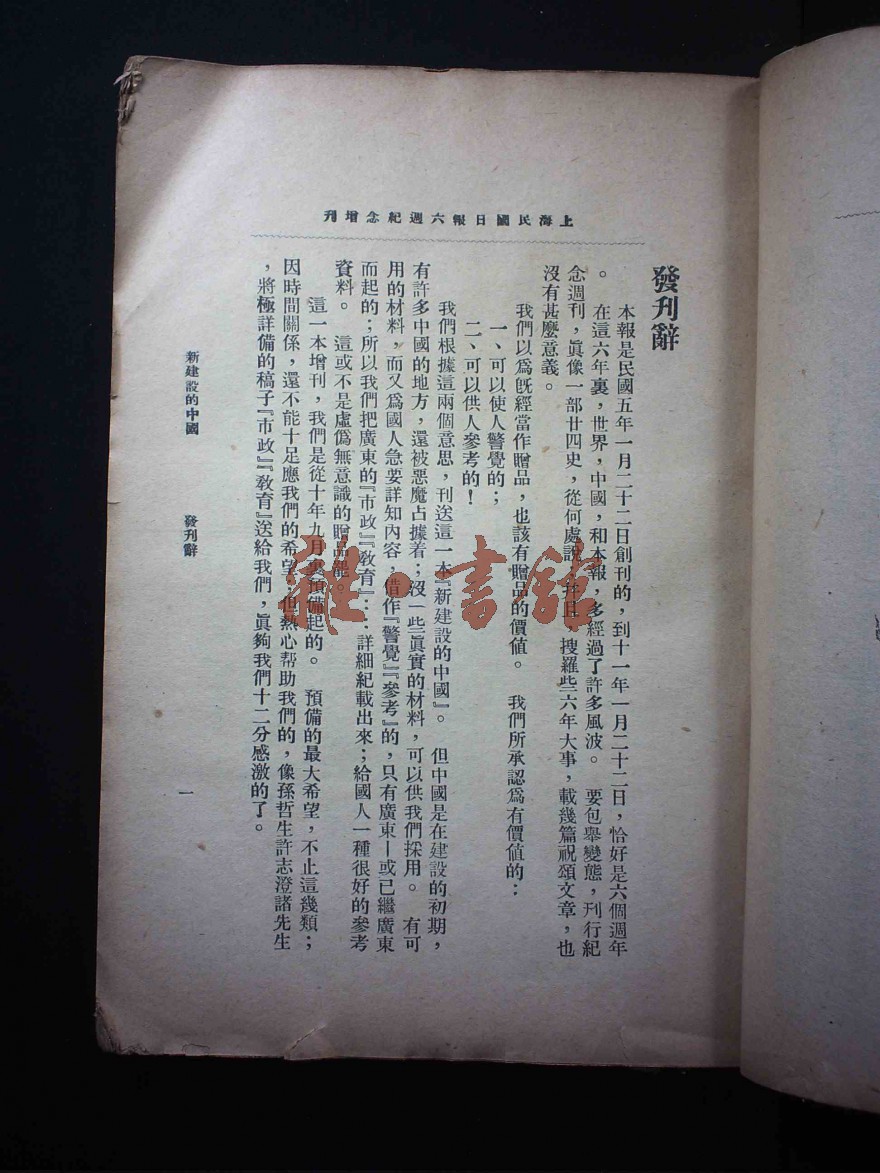 上海民國日報六週紀念增刊
發刊辭
本報是民國五年一月二十二日創刊的，到十一年一月二十二日，恰好是六個週年
。在這六年裏，世界，中國，和本報，多經過了許多風波。要包舉變態，刊行紀
念週刊，眞像一部廿四史，從何處說，并且，搜羅些六年大事，載幾篇祝頌文章，也
沒有甚麼意義。
我們以爲旣經當作贈品，也該有贈品的價値。我們所承認爲有價値的：
一、可以使人警覺的；
二、可以供人參考的！
我們根據這兩個意思，刊送這一本『新建設的中國』。但中國是在建設的初期，
有許多中國的地方，還被惡魔占據着；沒一些眞實的材料，可以供我們採用。有可
用的材料，而又爲國人急要詳知內容，借作『警覺』『參考』的，只有廣東—或已繼廣東
而起的；所以我們把廣東的『市政』『敎育』……詳細紀載出來；給國人一種很好的參考
資料。這或不是虛僞無意識的贈品罷。
這一本增刊，我們是從十年九月裏預備起的。預備的最大希望，不止這幾類；
因時間關係，還不能十足應我們的希望；但熱心帮助我們的，像孫哲生許志澄諸先生
，將極詳備的稿子『市政』『敎育』送給我們，眞夠我們十二分感激的了。
新建設的中國　發刊辭
一
雜·書館